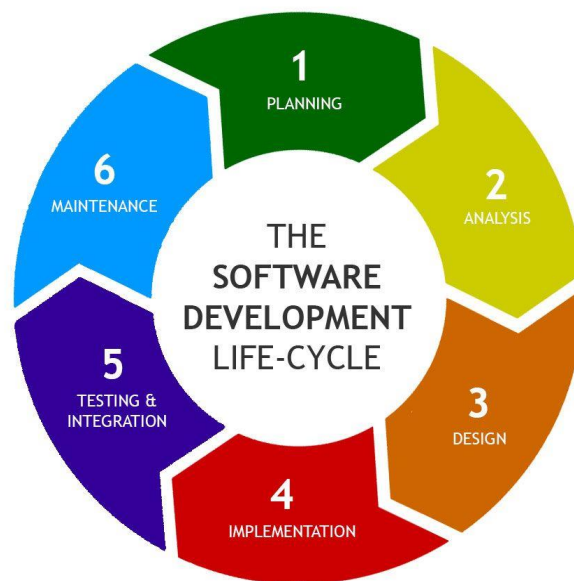 THE
SOFTWARE
DEVELOPMENT
LIFE-CYCLE
1
PLANNING
2
ANALYSIS
3
DESIGN
4
IMPLEMENTATION
5
TESTING &
INTEGRATION
6
MAINTENANCE